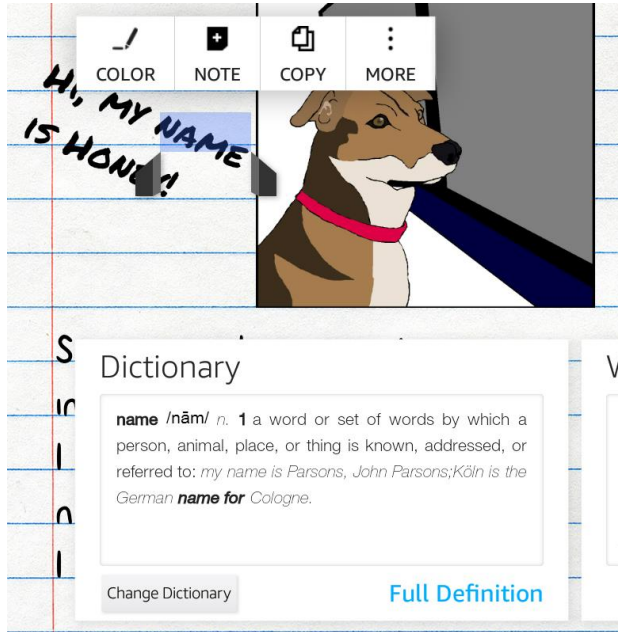 COLOR NOTE COPY MORE
HI, MY NAME
IS HONEY!
Dictionary
name /nām/ n. 1 a word or set of words by which a
person, animal, place, or thing is known, addressed, or
referred to: my name is Parsons, John Parsons;Köln is the
German name for Cologne.
Change Dictionary Full Definition